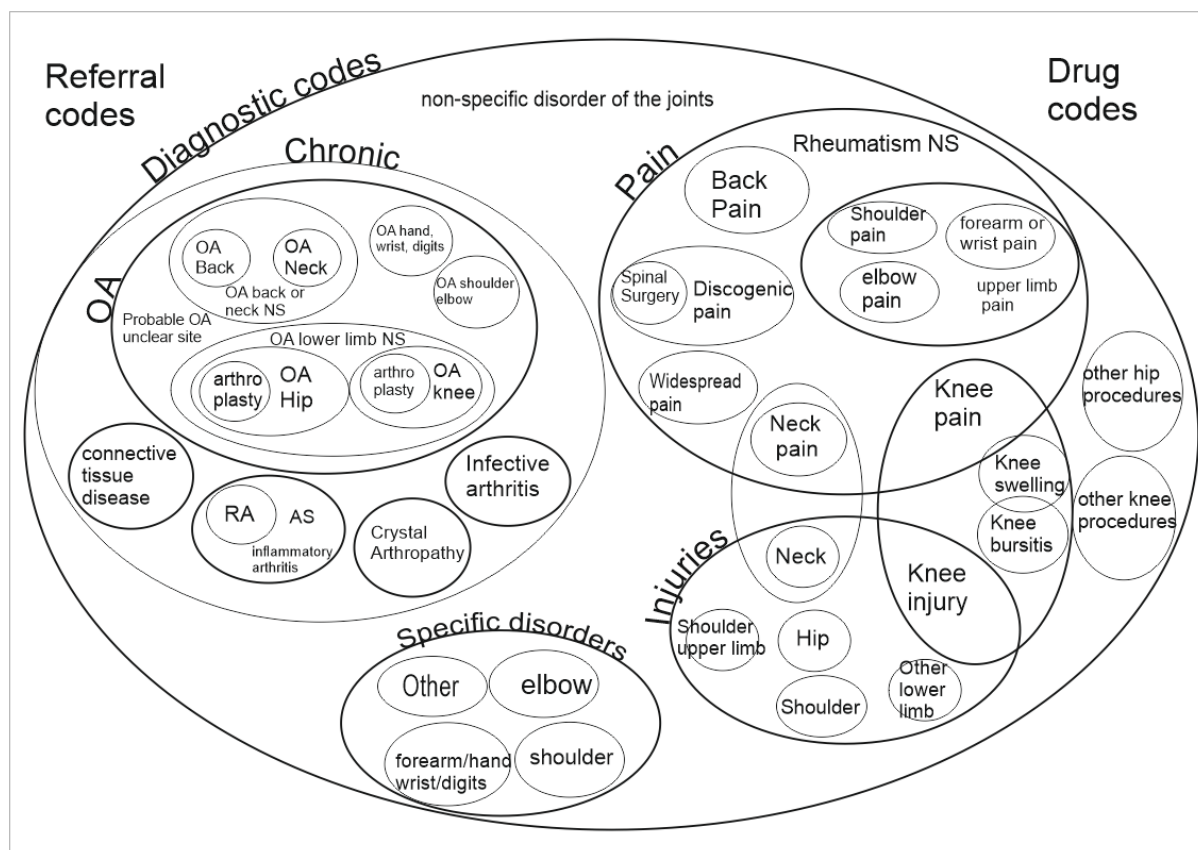 Referral
codes
Diagnostic codes
non-specific disorder of the joints
Drug
codes
Chronic
OA
OA
Back
OA
Neck
OA back or
neck NS
OA hand,
wrist, digits
OA shoulder
elbow
Probable OA
unclear site
OA lower limb NS
arthro
plasty
OA
Hip
arthro
plasty
OA
knee
connective
tissue
disease
RA
AS
inflammatory
arthritis
Crystal
Arthropathy
Infective
arthritis
Pain
Rheumatism NS
Back
Pain
Shoulder
pain
forearm or
wrist pain
elbow
pain
upper limb
pain
Spinal
Surgery
Discogenic
pain
Widespread
pain
Neck
pain
Knee
pain
Knee
swelling
Knee
bursitis
other hip
procedures
other knee
procedures
Injuries
Neck
Knee
injury
Shoulder
upper limb
Hip
Shoulder
Other
lower
limb
Specific disorders
Other
elbow
forearm/hand
wrist/digits
shoulder